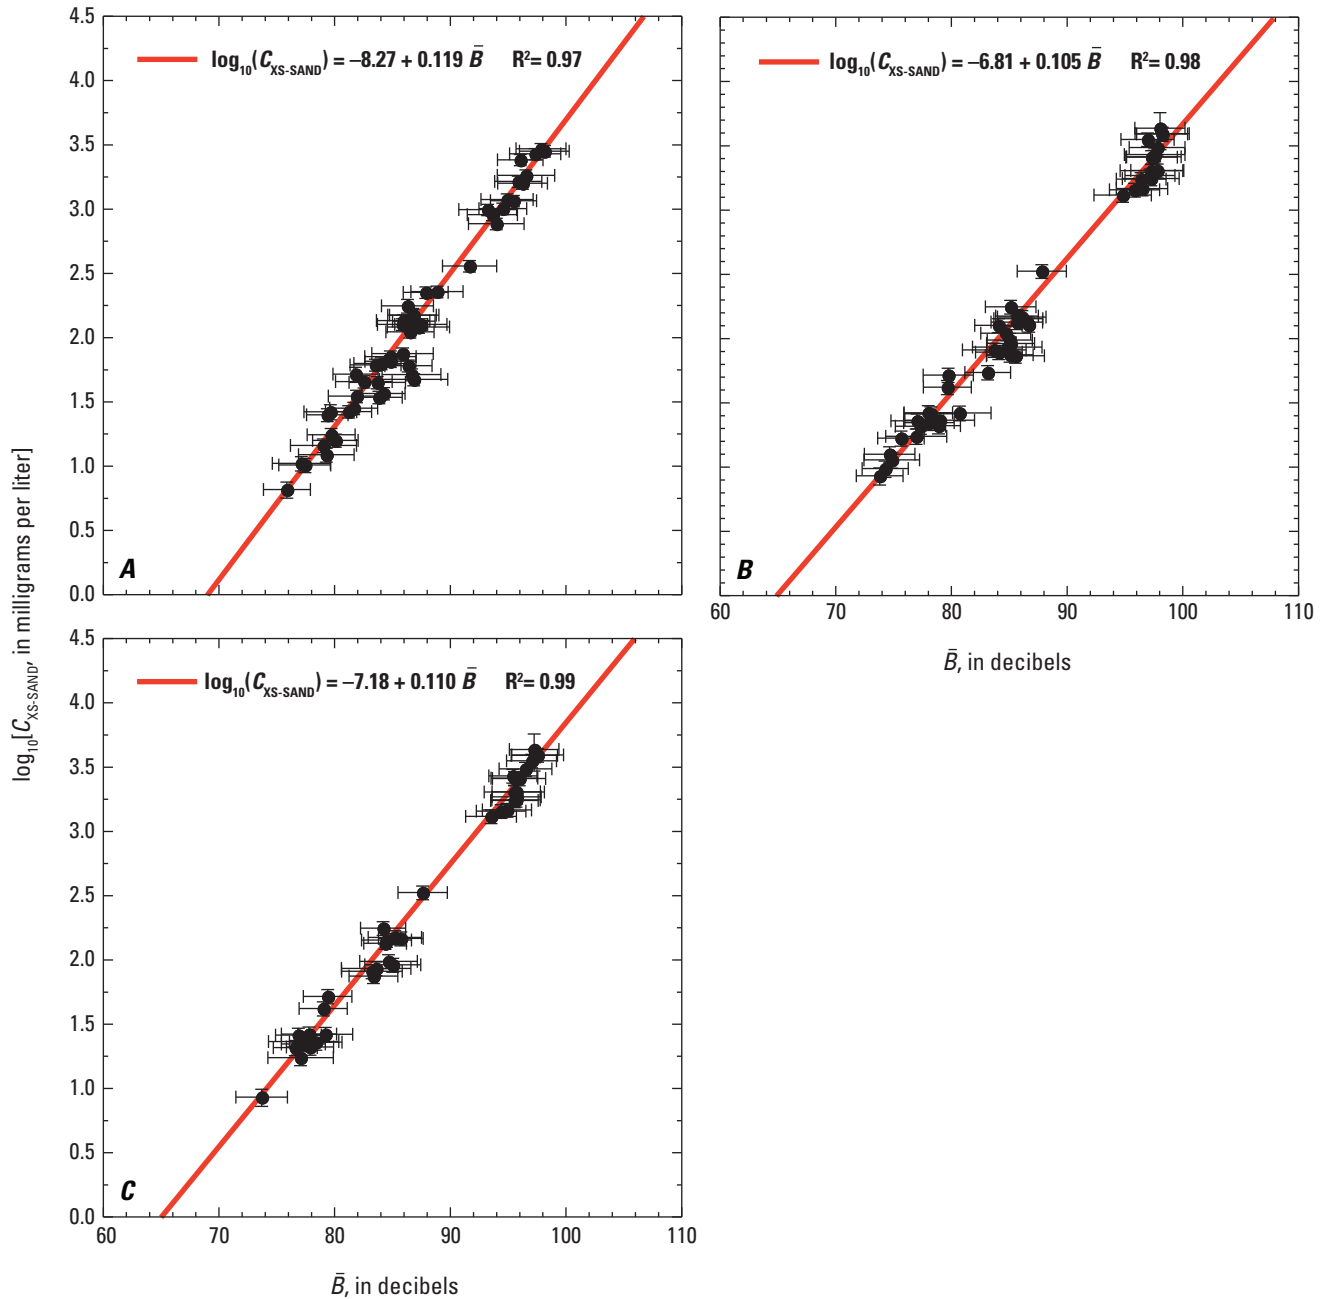 4.5
4.0
3.5
3.0
2.5
2.0
1.5
1.0
0.5
0.0
log₁₀(C_XS-SAND) = –8.27 + 0.119 B̄ R²= 0.97
A
log₁₀(C_XS-SAND) = –6.81 + 0.105 B̄ R²= 0.98
B
60 70 80 90 100 110
B̄, in decibels
log₁₀[C_XS-SAND, in milligrams per liter]
4.5
4.0
3.5
3.0
2.5
2.0
1.5
1.0
0.5
0.0
log₁₀(C_XS-SAND) = –7.18 + 0.110 B̄ R²= 0.99
C
60 70 80 90 100 110
B̄, in decibels